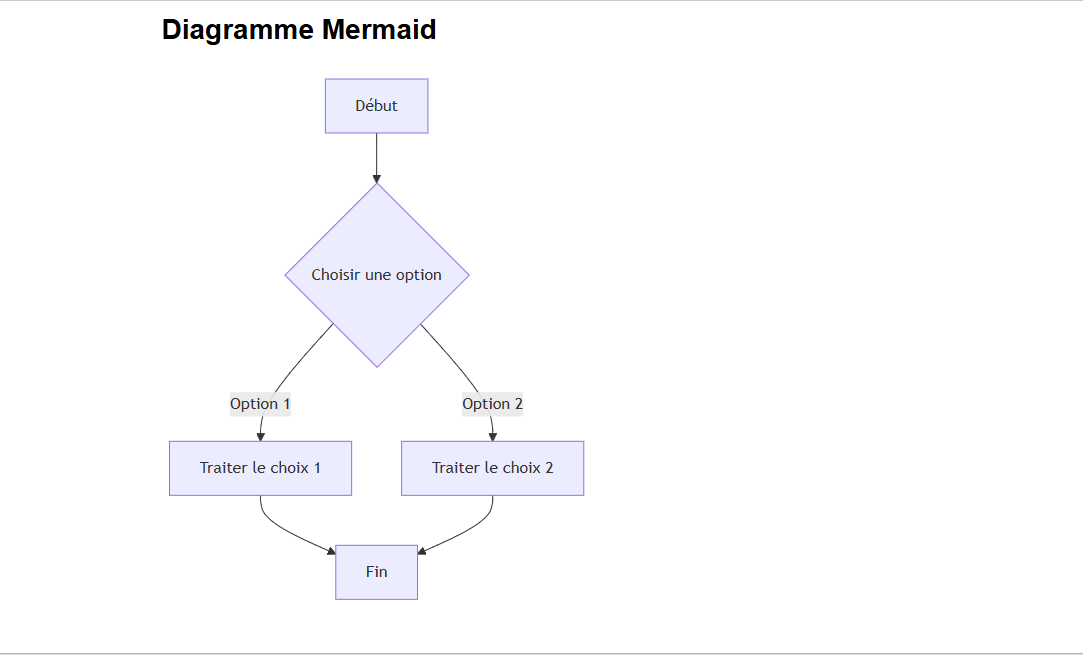 Diagramme Mermaid
Début
Choisir une option
Option 1
Option 2
Traiter le choix 1
Traiter le choix 2
Fin